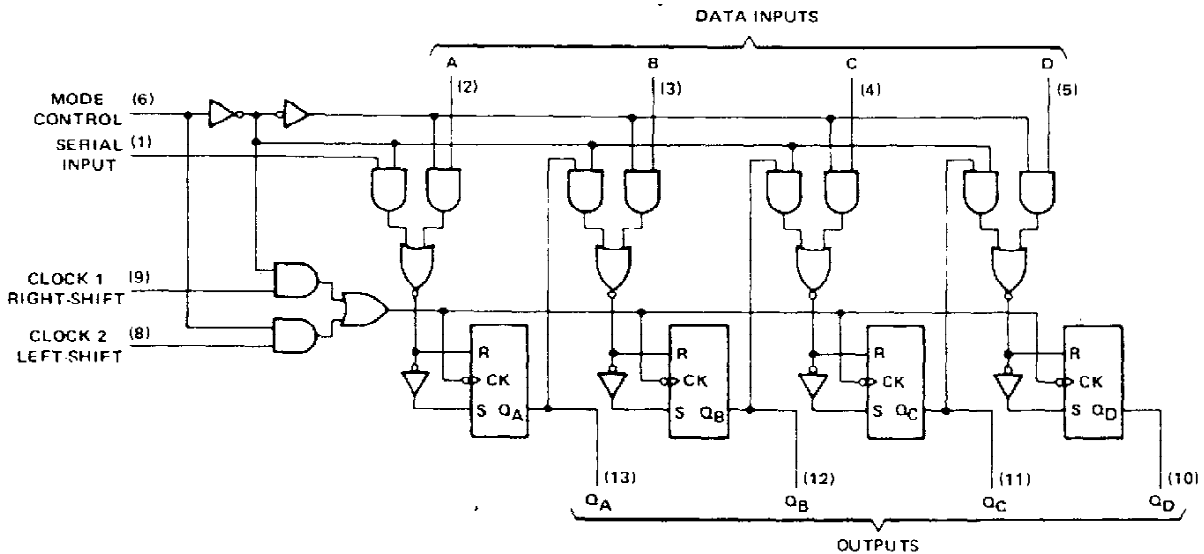 DATA INPUTS
A B C D
(2) (3) (4) (5)
MODE CONTROL (6)
SERIAL INPUT (1)
CLOCK 1 RIGHT-SHIFT (9)
CLOCK 2 LEFT-SHIFT (8)
R R R R
CK CK CK CK
S QA S QB S QC S QD
(13) (12) (11) (10)
QA QB QC QD
OUTPUTS